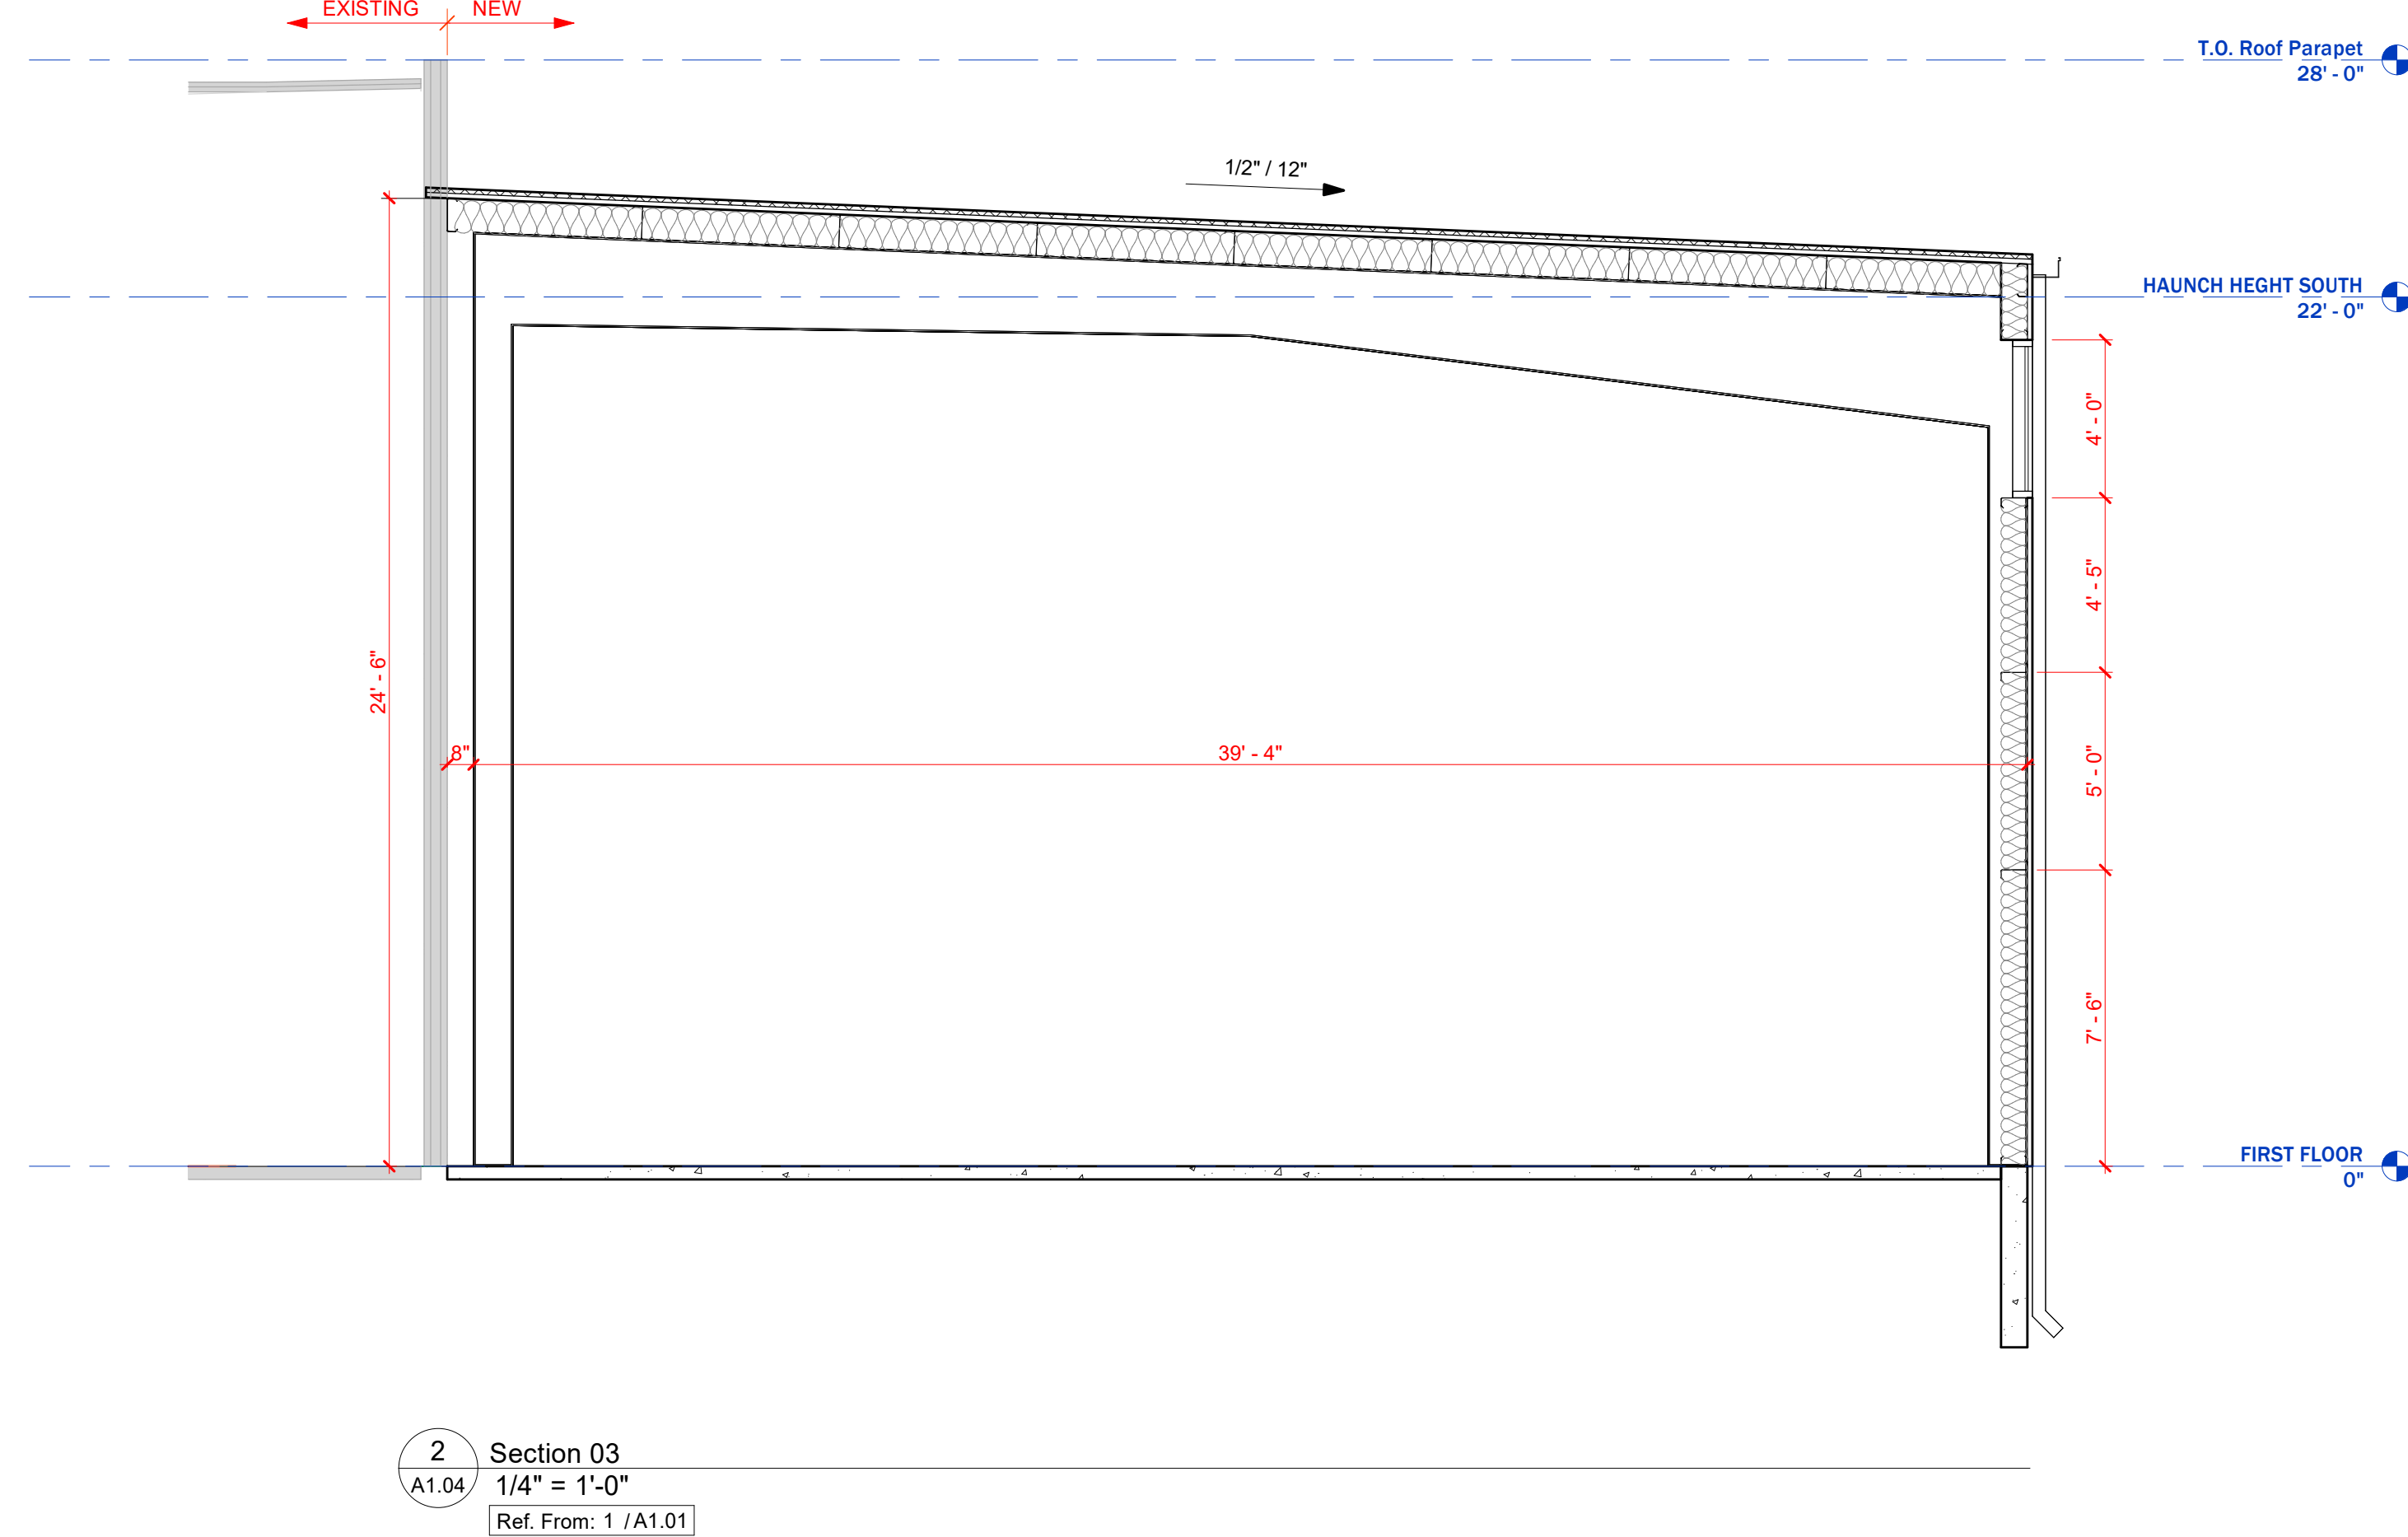 EXISTING NEW
T.O. Roof Parapet
28' - 0"
1/2" / 12"
HAUNCH HEGHT SOUTH
22' - 0"
4' - 0"
4' - 5"
24' - 6"
8"
39' - 4"
5' - 0"
7' - 6"
FIRST FLOOR
0"
2
A1.04
Section 03
1/4" = 1'-0"
Ref. From: 1 / A1.01